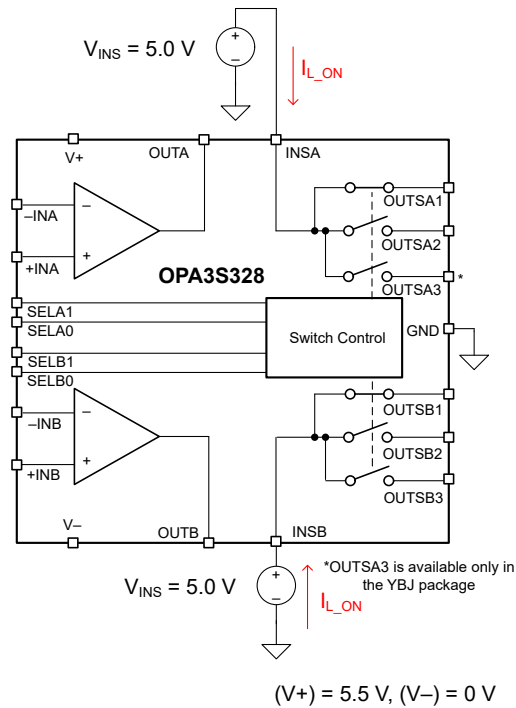 V_INS = 5.0 V
I_L_ON
V+
OUTA
INSA
–INA
+INA
OPA3S328
OUTSA1
OUTSA2
OUTSA3
*
SELA1
SELA0
SELB1
SELB0
Switch Control
GND
–INB
+INB
OUTSB1
OUTSB2
OUTSB3
V–
OUTB
INSB
V_INS = 5.0 V
I_L_ON
*OUTSA3 is available only in
the YBJ package
(V+) = 5.5 V, (V–) = 0 V